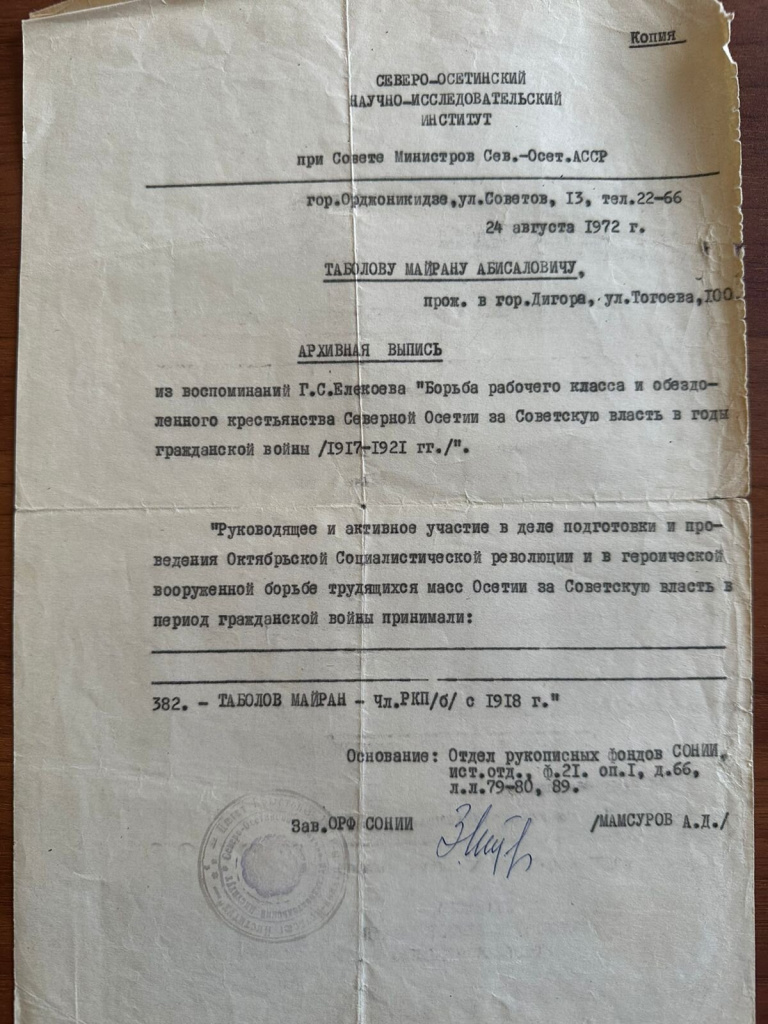 Копия
СЕВЕРО-ОСЕТИНСКИЙ
НАУЧНО-ИССЛЕДОВАТЕЛЬСКИЙ
ИНСТИТУТ
при Совете Министров Сев.-Осет.АССР
гор.Орджоникидзе,ул.Советов, 13, тел.22-66
24 августа 1972 г.
ТАБОЛОВУ МАЙРАНУ АБИСАЛОВИЧУ,
прож. в гор.Дигора, ул.Тогоева,100.
АРХИВНАЯ ВЫПИСЬ
из воспоминаний Г.С.Елекоева "Борьба рабочего класса и обездо-
ленного крестьянства Северной Осетии за Советскую власть в годы
гражданской войны /1917-1921 гг./".
"Руководящее и активное участие в деле подготовки и про-
ведения Октябрьской Социалистической революции и в героической
вооруженной борьбе трудящихся масс Осетии за Советскую власть в
период гражданской войны принимали:
382. - ТАБОЛОВ МАЙРАН - Чл.РКП/б/ с 1918 г."
Основание: Отдел рукописных фондов СОНИИ,
ист.отд., ф.21. оп.I, д.66,
л.л.79-80, 89.
Зав.ОРФ СОНИИ /МАМСУРОВ А.Д./